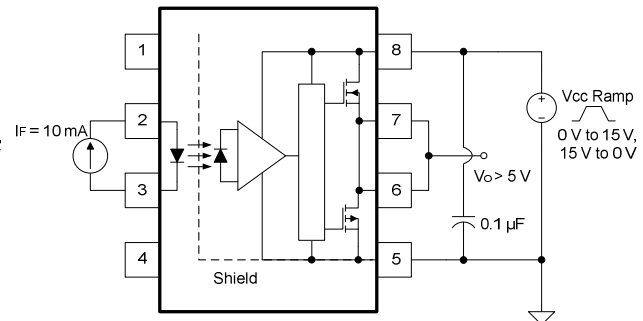 1
8
2
7
IF = 10 mA
3
6
4
5
Shield
VO > 5 V
0.1 µF
+
-
Vcc Ramp
0 V to 15 V,
15 V to 0 V